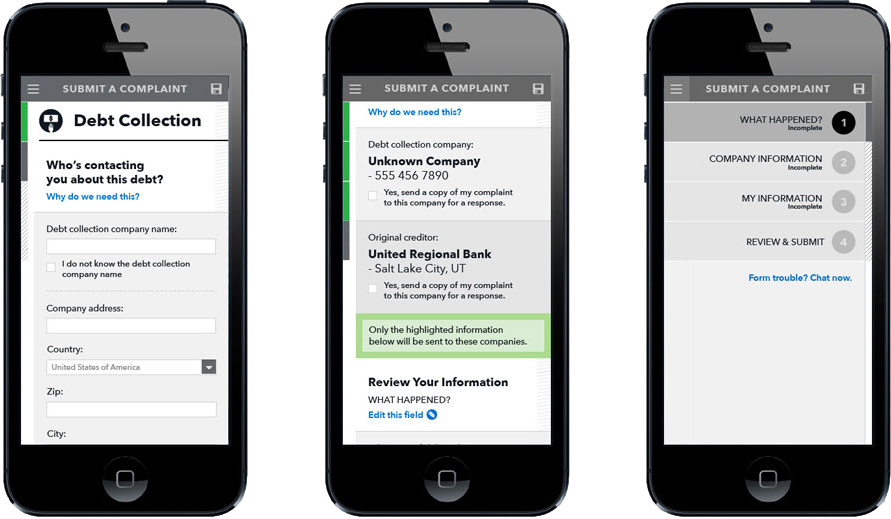 SUBMIT A COMPLAINT
Debt Collection
Who's contacting
you about this debt?
Why do we need this?
Debt collection company name:
I do not know the debt collection
company name
Company address:
Country:
United States of America
Zip:
City:
SUBMIT A COMPLAINT
Why do we need this?
Debt collection company:
Unknown Company
- 555 456 7890
Yes, send a copy of my complaint
to this company for a response.
Original creditor:
United Regional Bank
- Salt Lake City, UT
Yes, send a copy of my complaint
to this company for a response.
Only the highlighted information
below will be sent to these companies.
Review Your Information
WHAT HAPPENED?
Edit this field
SUBMIT A COMPLAINT
WHAT HAPPENED?
Incomplete
1
COMPANY INFORMATION
Incomplete
2
MY INFORMATION
Incomplete
3
REVIEW & SUBMIT
4
Form trouble? Chat now.